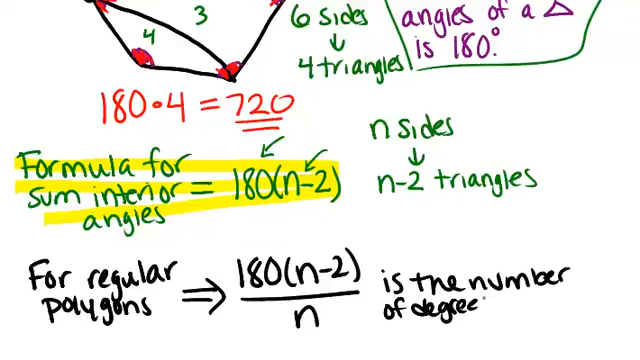 6 sides
↓
4 triangles
angles of a △
is 180.°
3
4
180·4 = 720
n sides
↓
n-2 triangles
Formula for
sum interior = 180(n-2)
angles
For regular
polygons ⇒ 180(n-2)
n
is the number
of degree